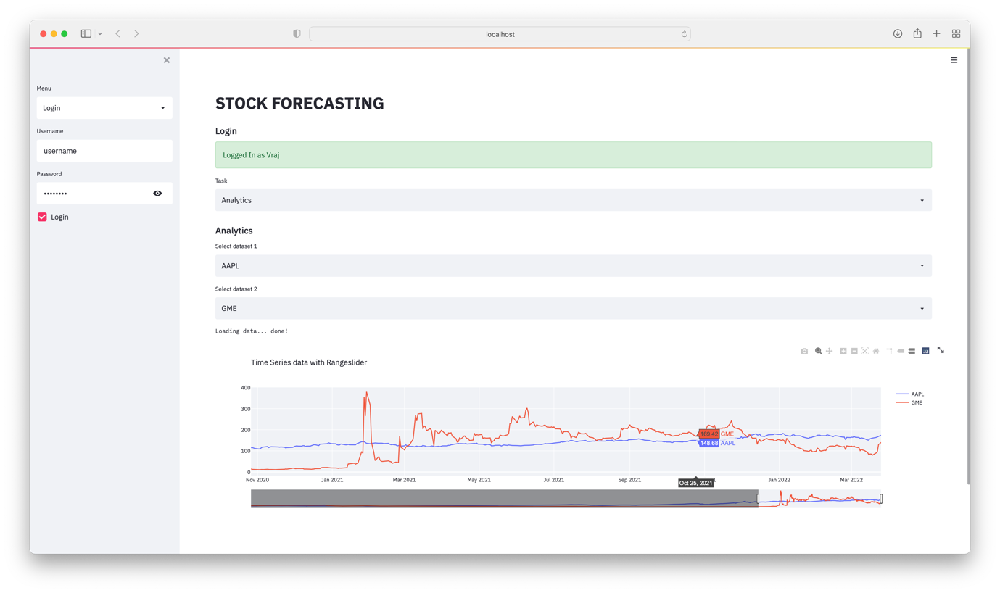 localhost
Menu
Login
Username
username
Password
••••••••
Login
STOCK FORECASTING
Login
Logged In as Vraj
Task
Analytics
Analytics
Select dataset 1
AAPL
Select dataset 2
GME
Loading data... done!
Time Series data with Rangeslider
400
300
200
100
0
AAPL
GME
169.42 GME
148.68 AAPL
Nov 2020 Jan 2021 Mar 2021 May 2021 Jul 2021 Sep 2021 Jan 2022 Mar 2022
Oct 25, 2021